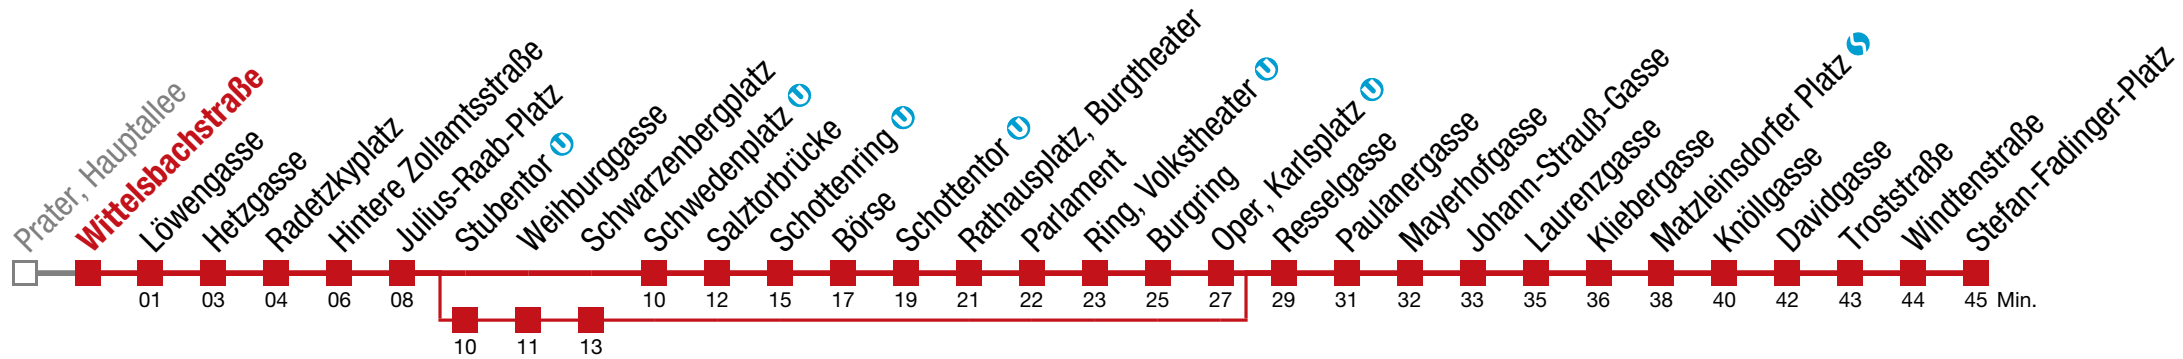 Prater, Hauptallee
Wittelsbachstraße
Löwengasse
Hetzgasse
Radetzkyplatz
Hintere Zollamtsstraße
Julius-Raab-Platz
Stubentor U
Weihburggasse
Schwarzenbergplatz
Schwedenplatz U
Salztorbrücke
Schottenring U
Börse
Schottentor U
Rathausplatz, Burgtheater
Parlament
Ring, Volkstheater U
Burgring
Oper, Karlsplatz U
Resselgasse
Paulanergasse
Mayerhofgasse
Johann-Strauß-Gasse
Laurenzgasse
Kliebergasse
Matzleinsdorfer Platz S
Knöllgasse
Davidgasse
Troststraße
Windtenstraße
Stefan-Fadinger-Platz
01 03 04 06 08 10 12 15 17 19 21 22 23 25 27 29 31 32 33 35 36 38 40 42 43 44 45 Min.
10 11 13